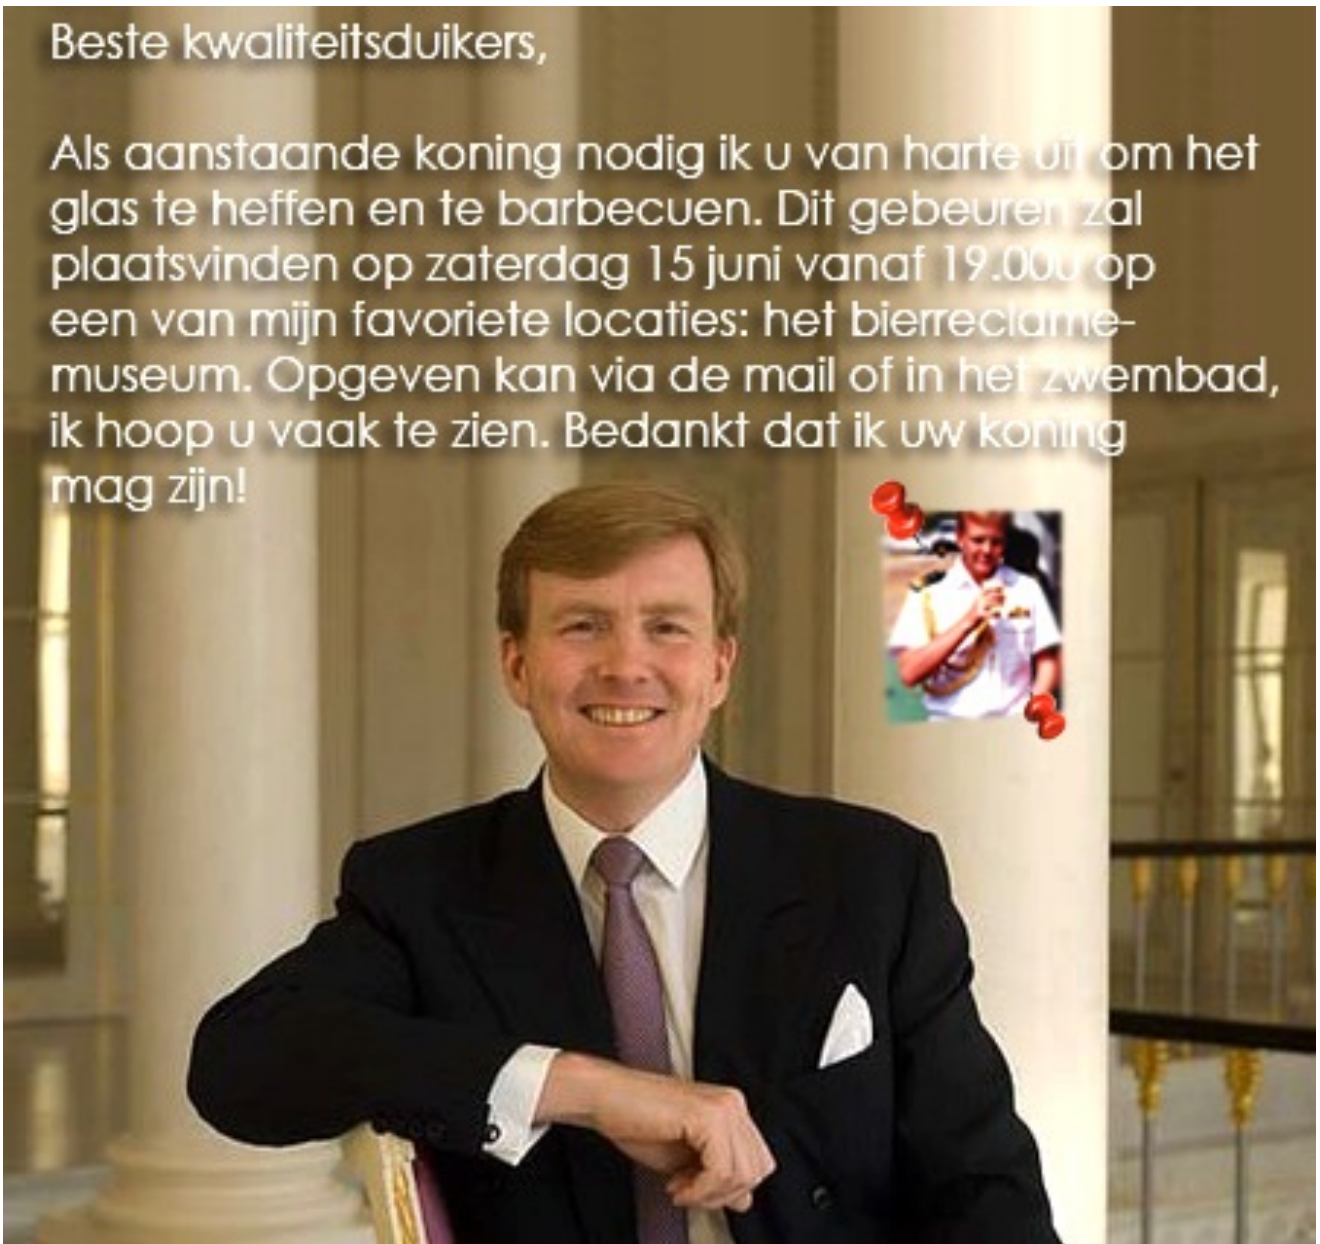 Beste kwaliteitsduikers,
Als aanstaande koning nodig ik u van harte uit om het
glas te heffen en te barbecuen. Dit gebeuren zal
plaatsvinden op zaterdag 15 juni vanaf 19.00u op
een van mijn favoriete locaties: het bierreclame-
museum. Opgeven kan via de mail of in het zwembad,
ik hoop u vaak te zien. Bedankt dat ik uw koning
mag zijn!